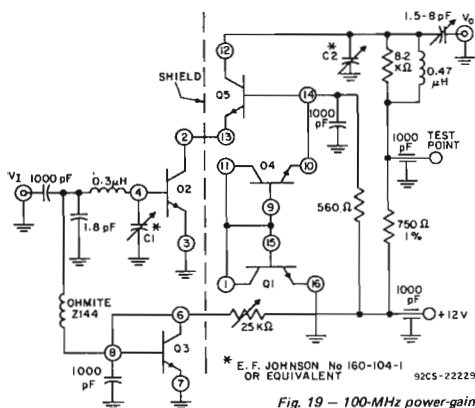 1.5-8 pF
Vo
12
*
C2
8.2
KΩ
0.47
μH
SHIELD
Q5
14
1000
pF
TEST
POINT
2
13
1000
pF
11
10
VI
1000 pF
0.3μH
4
Q2
Q4
9
560 Ω
750 Ω
1%
1.8 pF
*
C1
3
15
1
Q1
16
1000
pF
OHMITE
Z144
6
+12V
25 KΩ
8
Q3
1000
pF
7
* E. F. JOHNSON No 160-104-1
OR EQUIVALENT
92CS-22229
Fig. 19 – 100-MHz power-gain